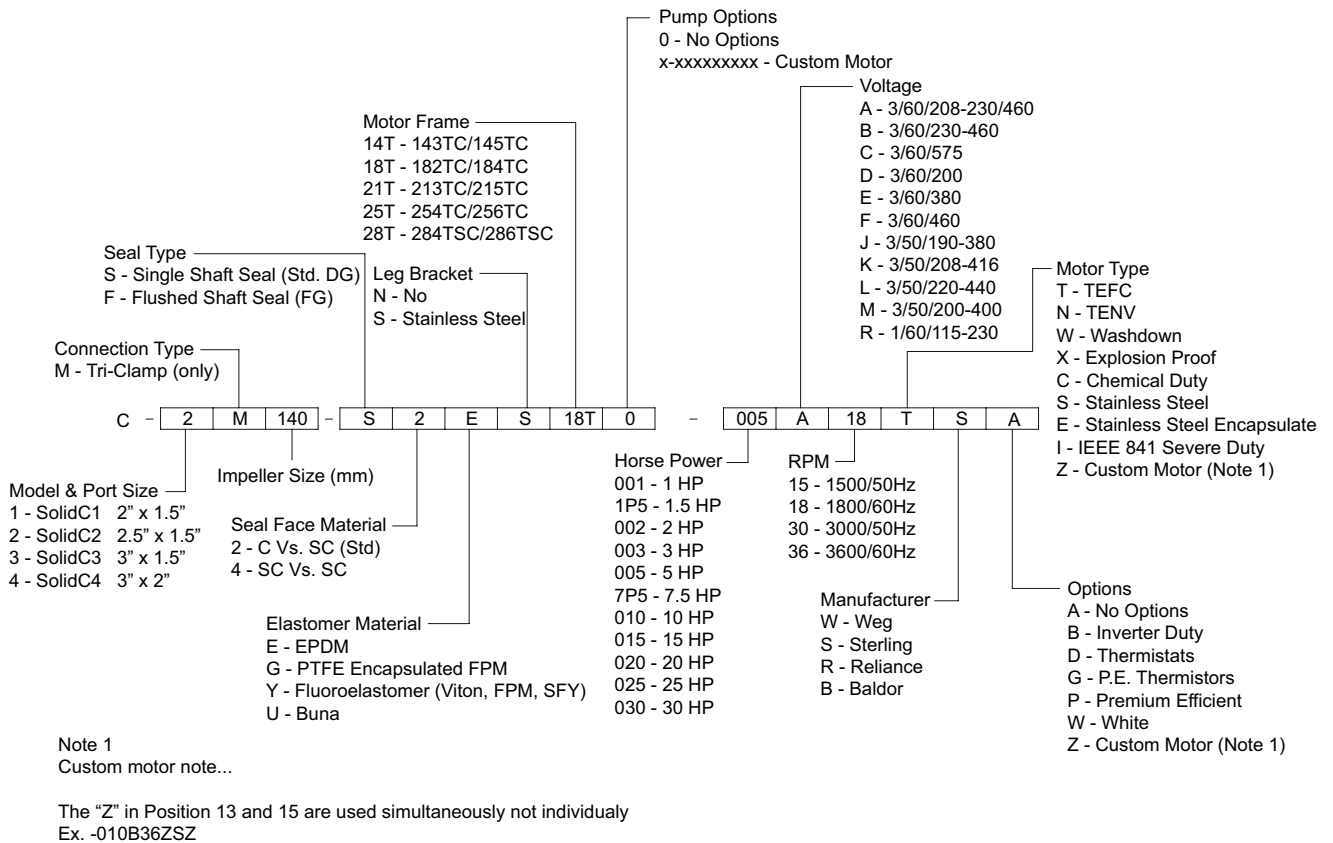 Pump Options
0 - No Options
x-xxxxxxxxx - Custom Motor
Voltage
A - 3/60/208-230/460
B - 3/60/230-460
C - 3/60/575
D - 3/60/200
E - 3/60/380
F - 3/60/460
J - 3/50/190-380
K - 3/50/208-416
L - 3/50/220-440
M - 3/50/200-400
R - 1/60/115-230
Motor Frame
14T - 143TC/145TC
18T - 182TC/184TC
21T - 213TC/215TC
25T - 254TC/256TC
28T - 284TSC/286TSC
Seal Type
S - Single Shaft Seal (Std. DG)
F - Flushed Shaft Seal (FG)
Leg Bracket
N - No
S - Stainless Steel
Motor Type
T - TEFC
N - TENV
W - Washdown
X - Explosion Proof
C - Chemical Duty
S - Stainless Steel
E - Stainless Steel Encapsulate
I - IEEE 841 Severe Duty
Z - Custom Motor (Note 1)
Connection Type
M - Tri-Clamp (only)
C - 2 M 140 - S 2 E S 18T 0 - 005 A 18 T S A
Model & Port Size
1 - SolidC1 2” x 1.5”
2 - SolidC2 2.5” x 1.5”
3 - SolidC3 3” x 1.5”
4 - SolidC4 3” x 2”
Impeller Size (mm)
Seal Face Material
2 - C Vs. SC (Std)
4 - SC Vs. SC
Elastomer Material
E - EPDM
G - PTFE Encapsulated FPM
Y - Fluoroelastomer (Viton, FPM, SFY)
U - Buna
Horse Power
001 - 1 HP
1P5 - 1.5 HP
002 - 2 HP
003 - 3 HP
005 - 5 HP
7P5 - 7.5 HP
010 - 10 HP
015 - 15 HP
020 - 20 HP
025 - 25 HP
030 - 30 HP
RPM
15 - 1500/50Hz
18 - 1800/60Hz
30 - 3000/50Hz
36 - 3600/60Hz
Manufacturer
W - Weg
S - Sterling
R - Reliance
B - Baldor
Options
A - No Options
B - Inverter Duty
D - Thermistats
G - P.E. Thermistors
P - Premium Efficient
W - White
Z - Custom Motor (Note 1)
Note 1
Custom motor note...
The “Z” in Position 13 and 15 are used simultaneously not individualy
Ex. -010B36ZSZ